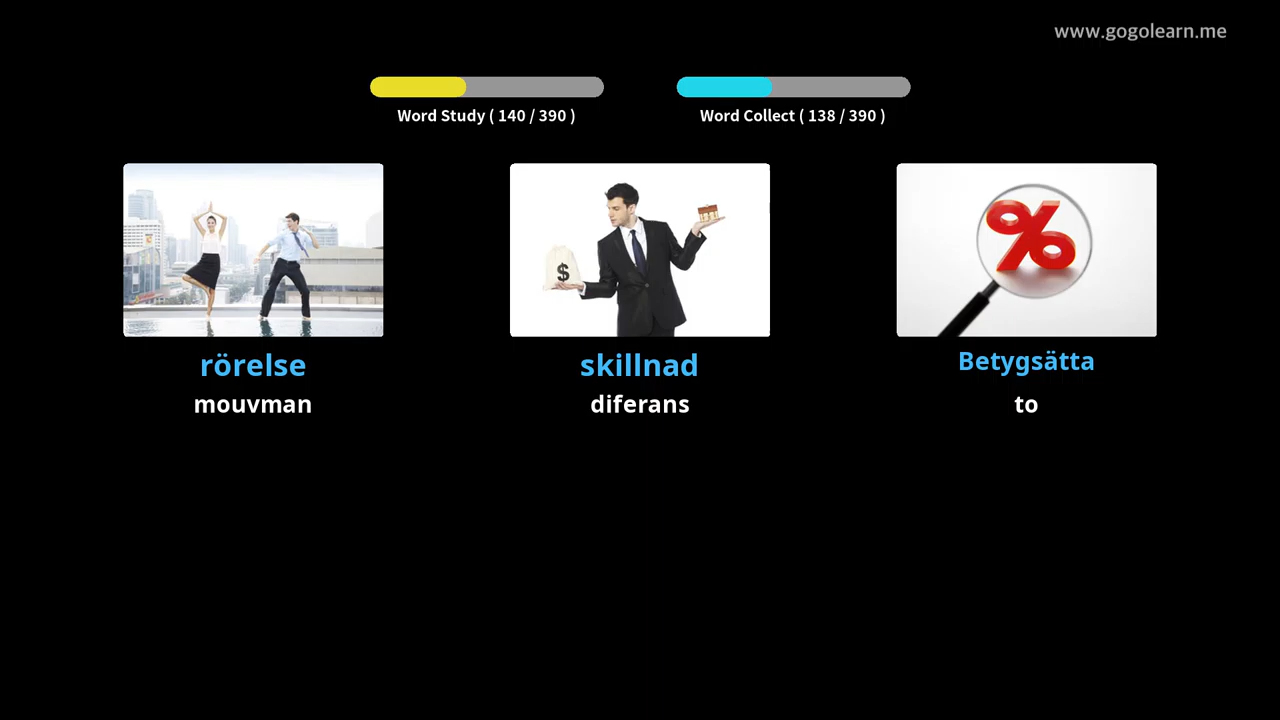 www.gogolearn.me
Word Study ( 140 / 390 )
Word Collect ( 138 / 390 )
$
%
rörelse
skillnad
Betygsätta
mouvman
diferans
to